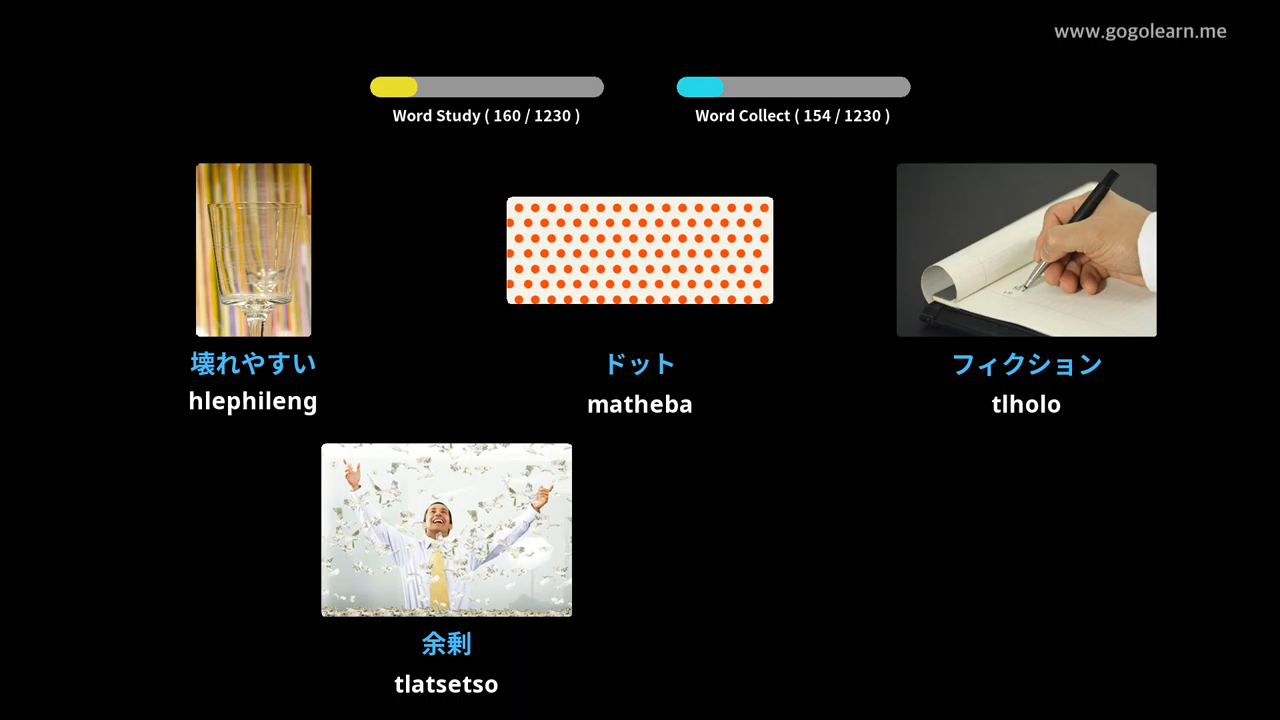 www.gogolearn.me
Word Study ( 160 / 1230 )
Word Collect ( 154 / 1230 )
壊れやすい
hlephileng
ドット
matheba
フィクション
tlholo
余剰
tlatsetso